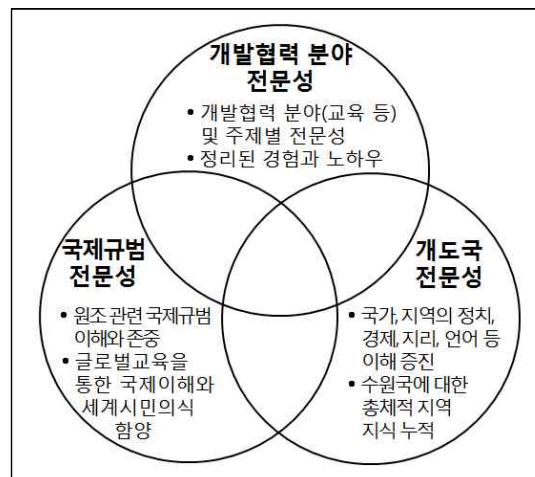 개발협력 분야
전문성
• 개발협력 분야(교육 등)
및 주제별 전문성
• 정리된 경험과 노하우
국제규범
전문성
• 원조 관련 국제규범
이해와 존중
• 글로벌교육을
통한 국제이해와
세계시민의식
함양
개도국
전문성
• 국가, 지역의 정치,
경제, 지리, 언어 등
이해 증진
• 수원국에 대한
총체적 지역
지식 누적